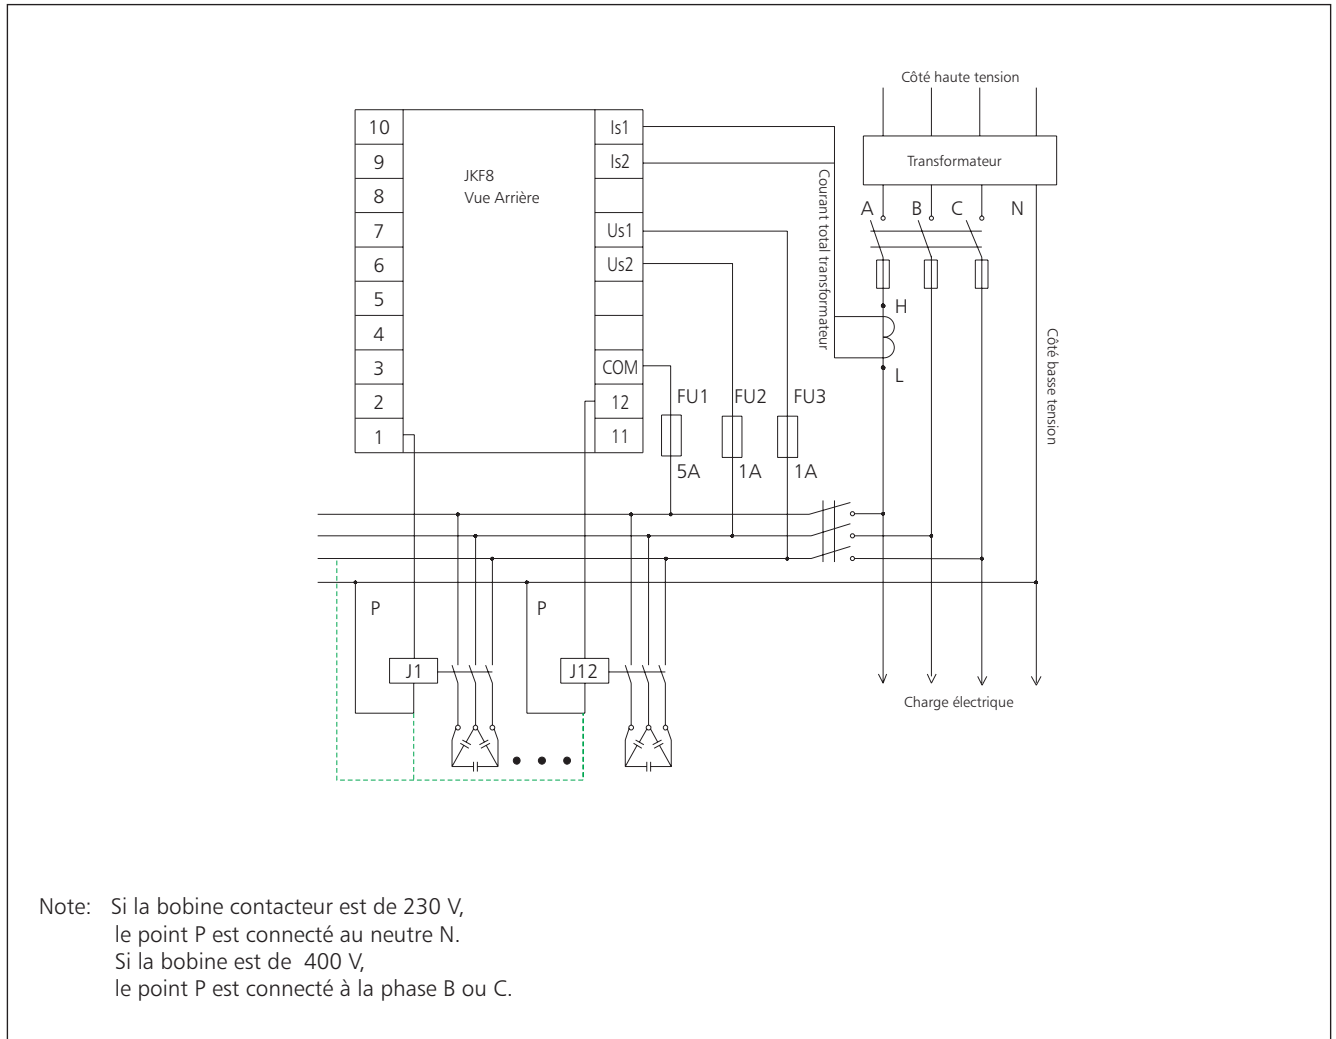 Côté haute tension
Transformateur
A B C N
H
L
Courant total transformateur
Côté basse tension
Charge électrique
JKF8
Vue Arrière
10
9
8
7
6
5
4
3
2
1
Is1
Is2
Us1
Us2
COM
12
11
FU1 FU2 FU3
5A 1A 1A
P P
J1 J12
Note: Si la bobine contacteur est de 230 V,
le point P est connecté au neutre N.
Si la bobine est de 400 V,
le point P est connecté à la phase B ou C.